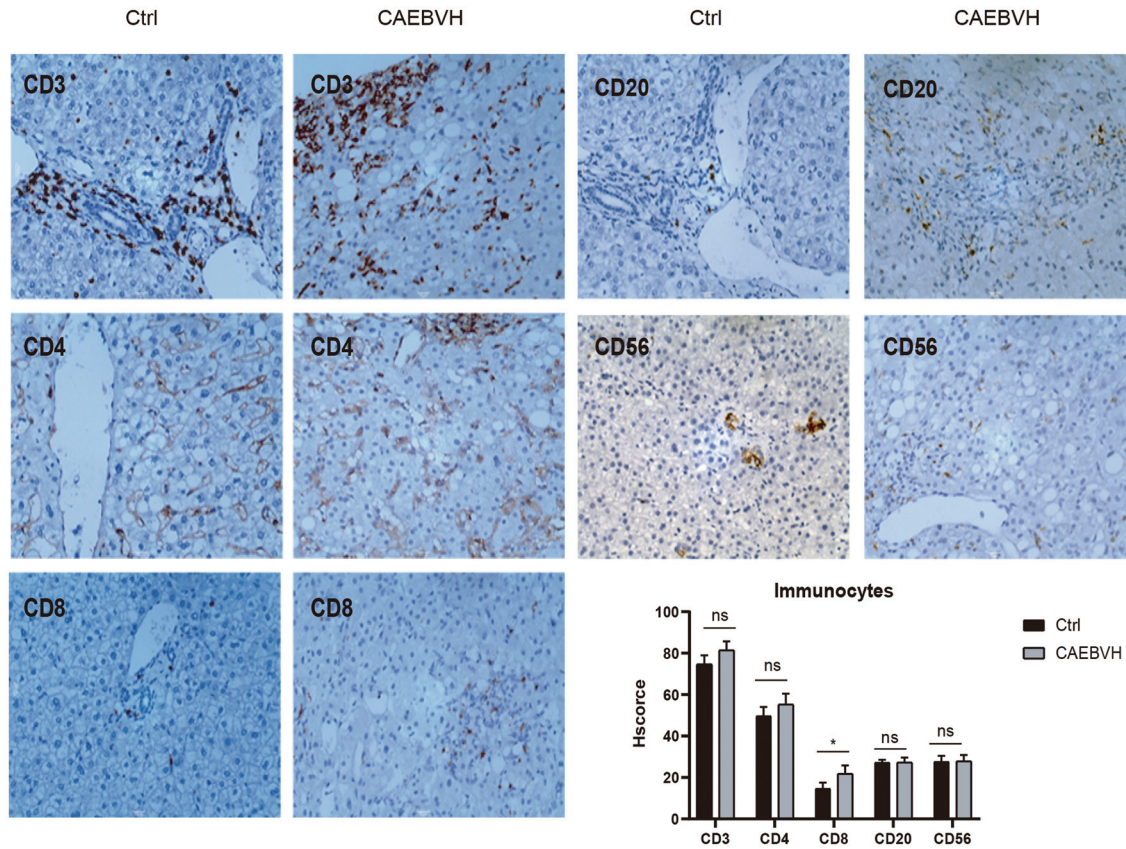 Ctrl CAEBVH Ctrl CAEBVH
CD3 CD3 CD20 CD20
CD4 CD4 CD56 CD56
CD8 CD8
Immunocytes
Hscorce
100
80
60
40
20
0
ns ns * ns ns
CD3 CD4 CD8 CD20 CD56
Ctrl
CAEBVH